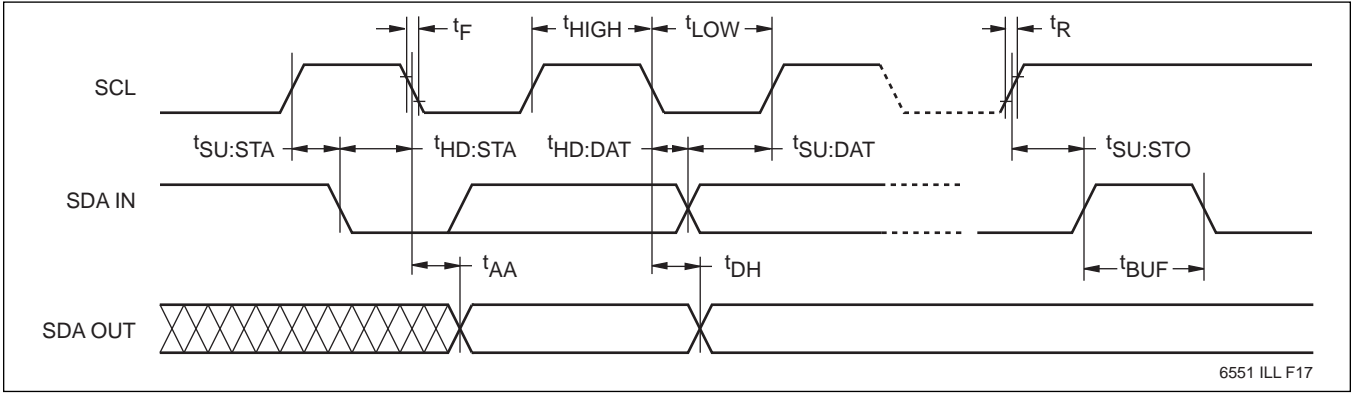 tF tHIGH tLOW tR
SCL
tSU:STA tHD:STA tHD:DAT tSU:DAT tSU:STO
SDA IN
tAA tDH tBUF
SDA OUT
6551 ILL F17